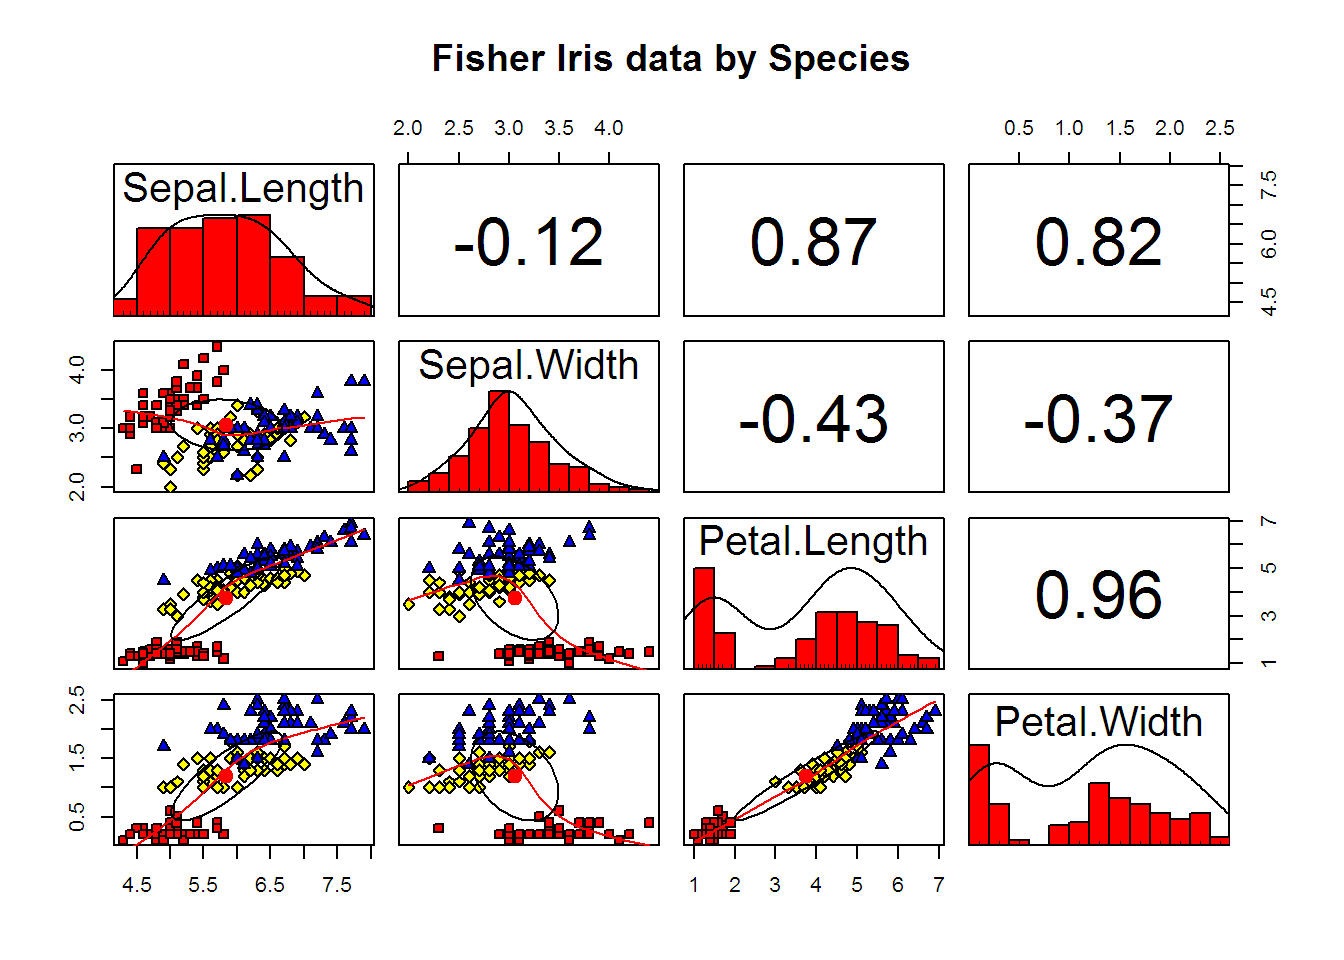 Fisher Iris data by Species
2.0 2.5 3.0 4.0
0.5 1.0 1.5 2.0 2.5
Sepal.Length
-0.12
0.87
0.82
4.5 6.0 7.5
2.0 3.0 4.0
Sepal.Width
-0.43
-0.37
Petal.Length
0.96
1 3 5 7
0.5 1.5 2.5
Petal.Width
4.5 5.5 6.5 7.5
1 2 3 4 5 6 7